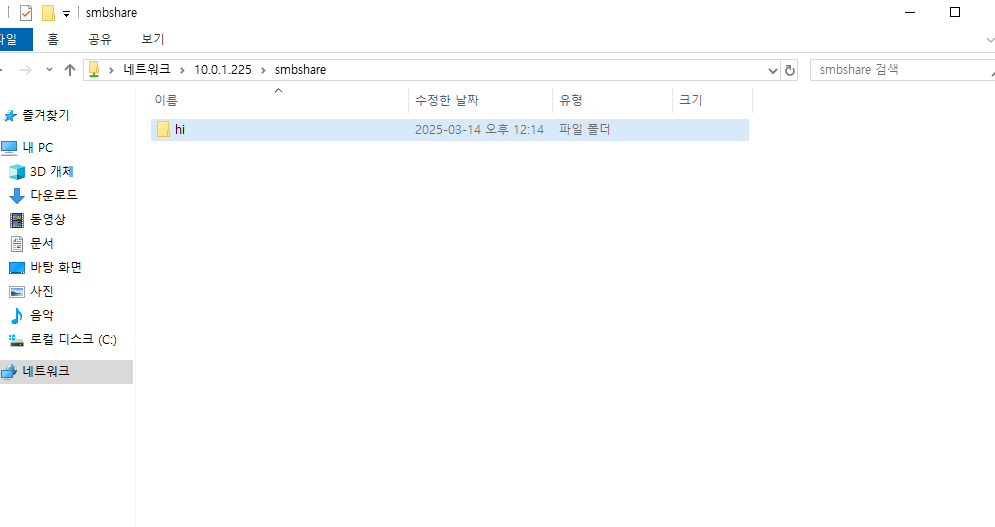 smbshare
파일 홈 공유 보기
네트워크 10.0.1.225 smbshare smbshare 검색
이름 수정한 날짜 유형 크기
hi 2025-03-14 오후 12:14 파일 폴더
즐겨찾기
내 PC
3D 개체
다운로드
동영상
문서
바탕 화면
사진
음악
로컬 디스크 (C:)
네트워크